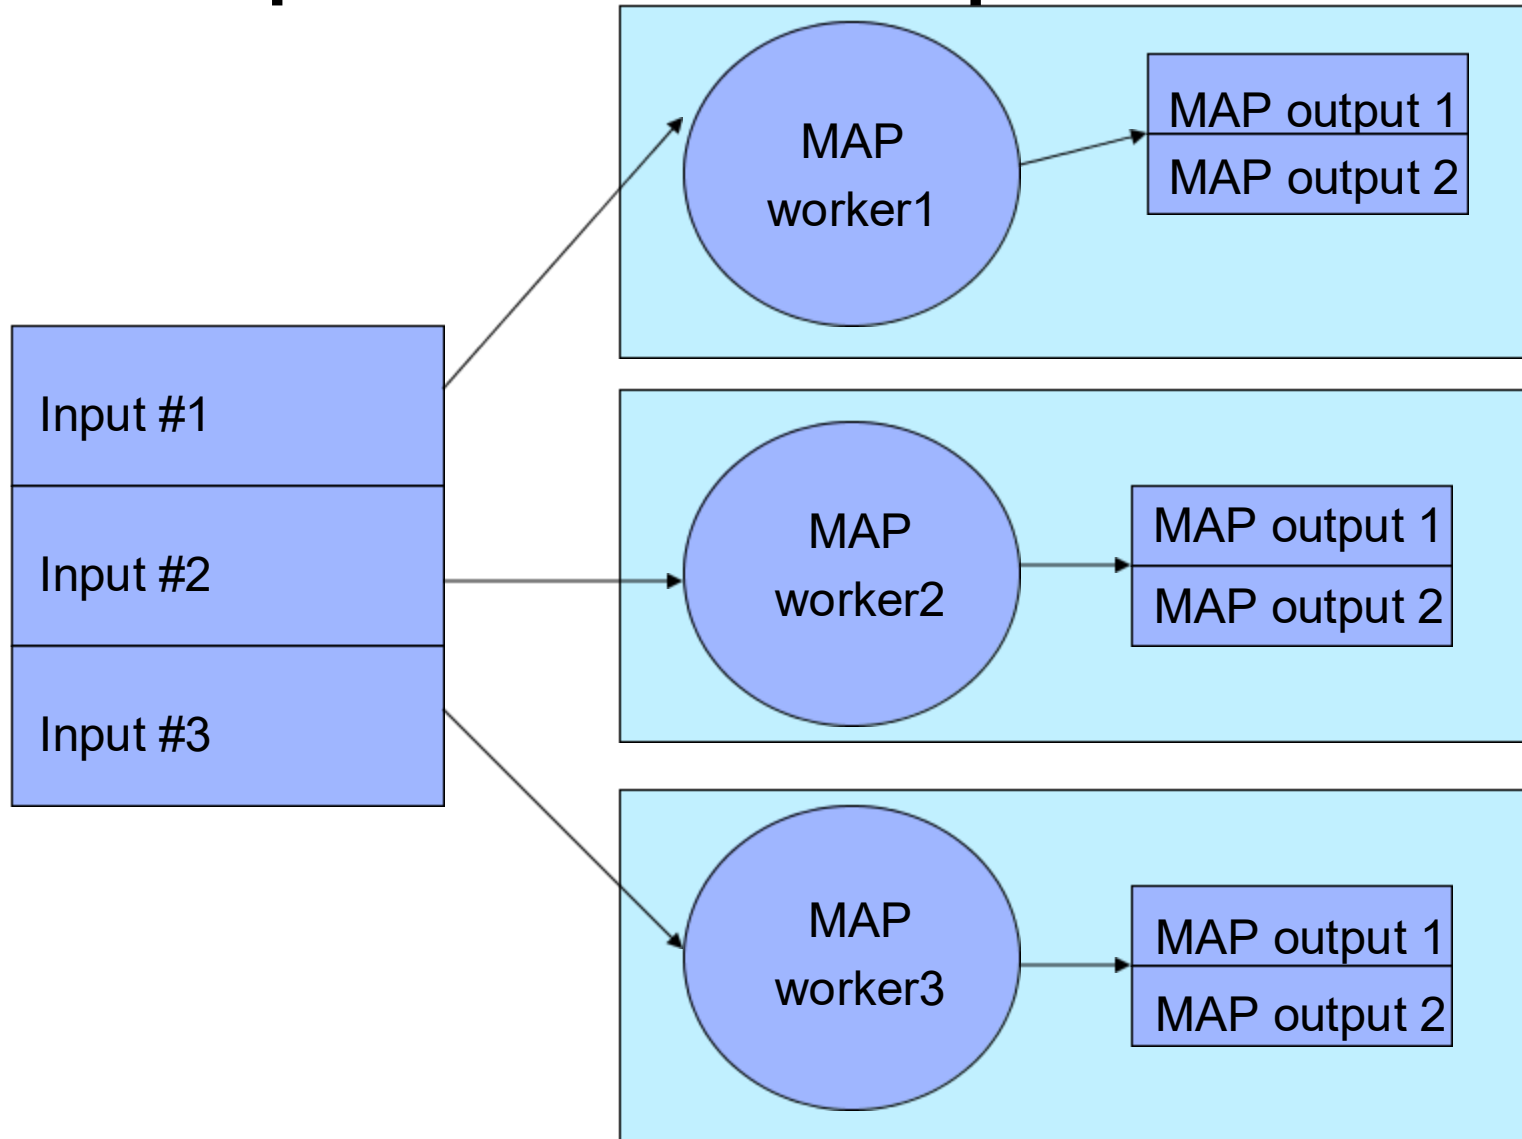 MAP
worker1
MAP output 1
MAP output 2
Input #1
Input #2
Input #3
MAP
worker2
MAP output 1
MAP output 2
MAP
worker3
MAP output 1
MAP output 2